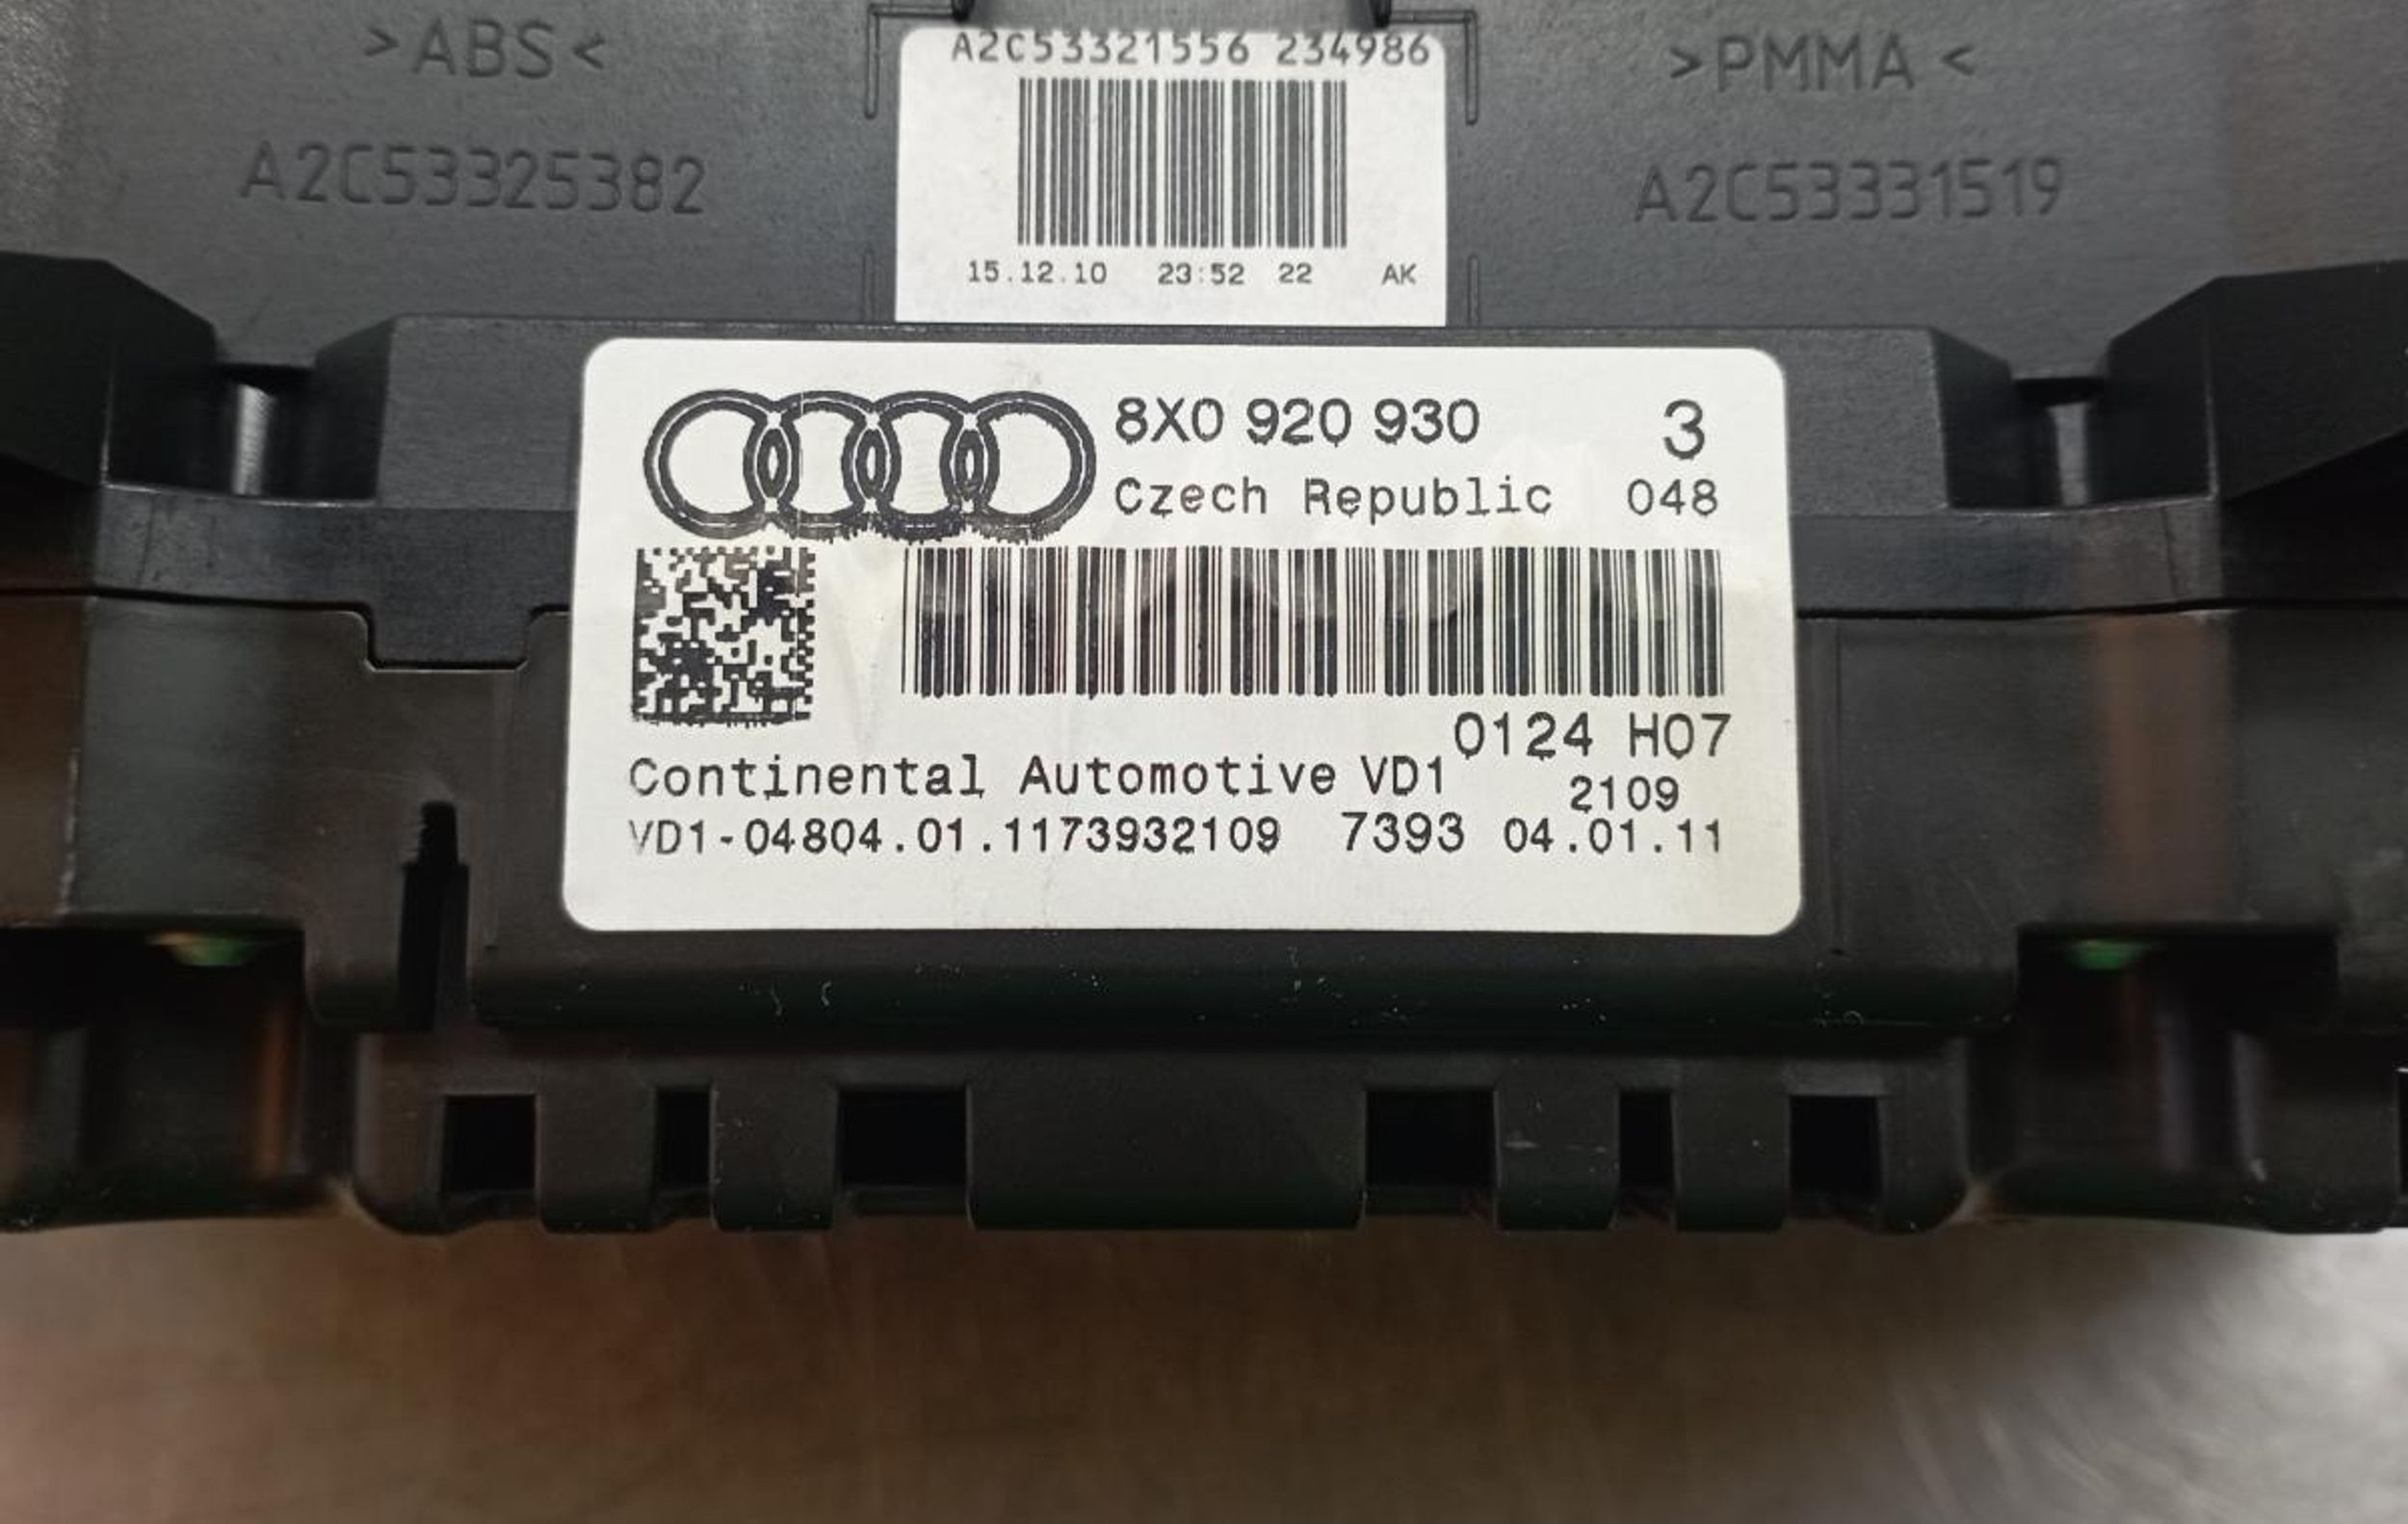 >ABS<
A2C53325382
A2C53321556 234986
15.12.10 23:52 22 AK
>PMMA<
A2C53331519
8X0 920 930 3
Czech Republic 048
0124 H07
Continental Automotive VD1 2109
VD1-04804.01.1173932109 7393 04.01.11